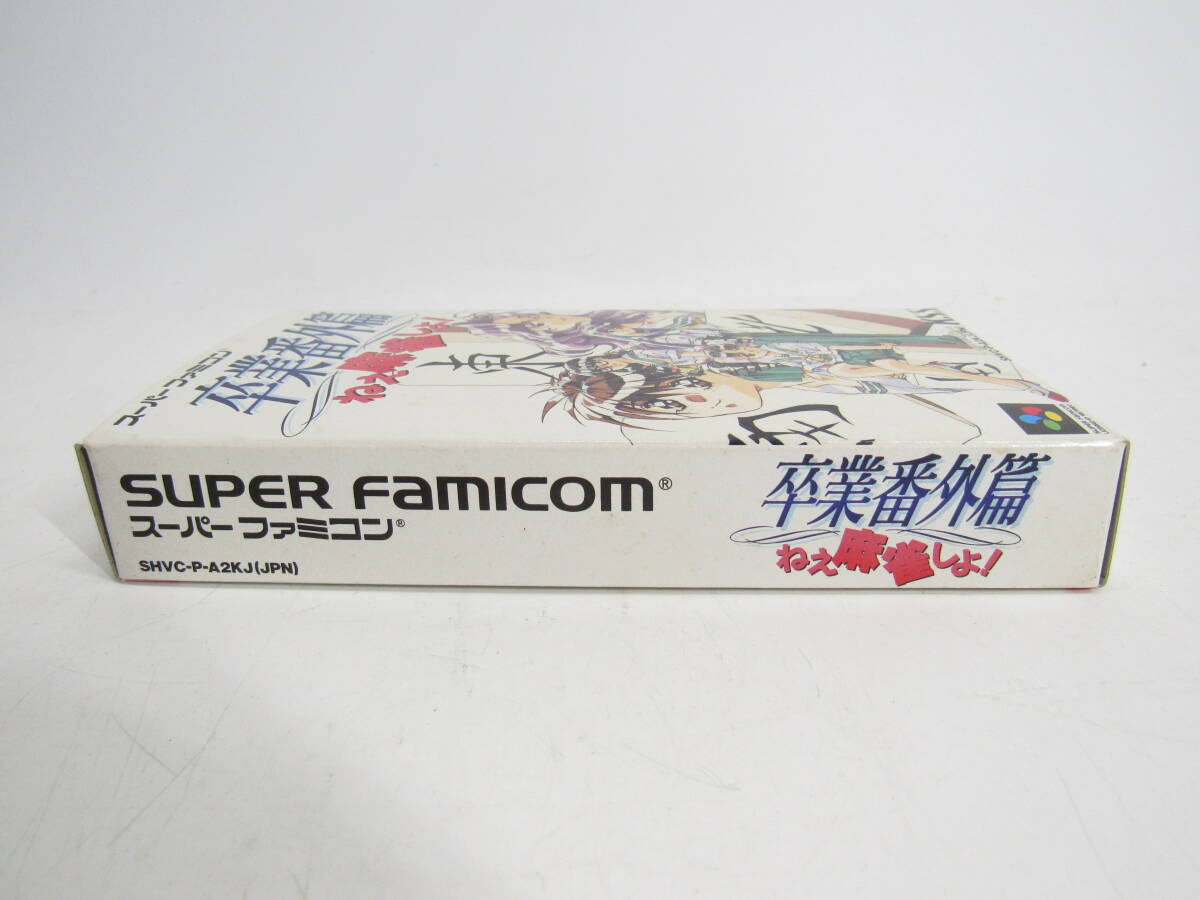 スーパーファミコン
卒業番外篇
ねえ麻雀しよ!
東
SUPER FAMICOM®
スーパーファミコン®
SHVC-P-A2KJ(JPN)
卒業番外篇
ねぇ麻雀しよ!